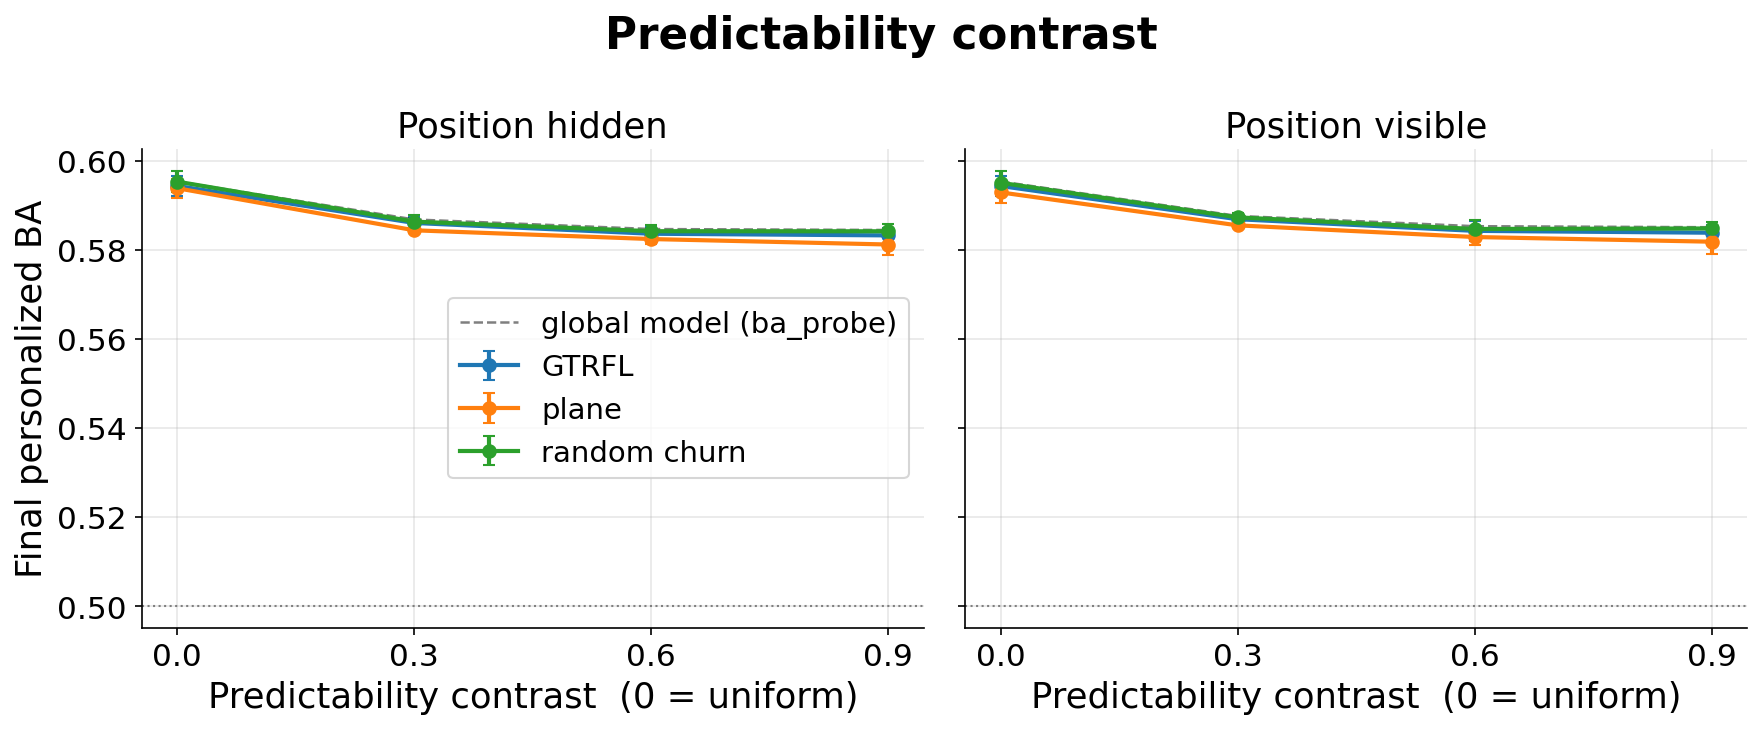 Predictability contrast
Position hidden
Position visible
Final personalized BA
0.60
0.58
0.56
0.54
0.52
0.50
global model (ba_probe)
GTRFL
plane
random churn
0.0 0.3 0.6 0.9
0.0 0.3 0.6 0.9
Predictability contrast (0 = uniform)
Predictability contrast (0 = uniform)